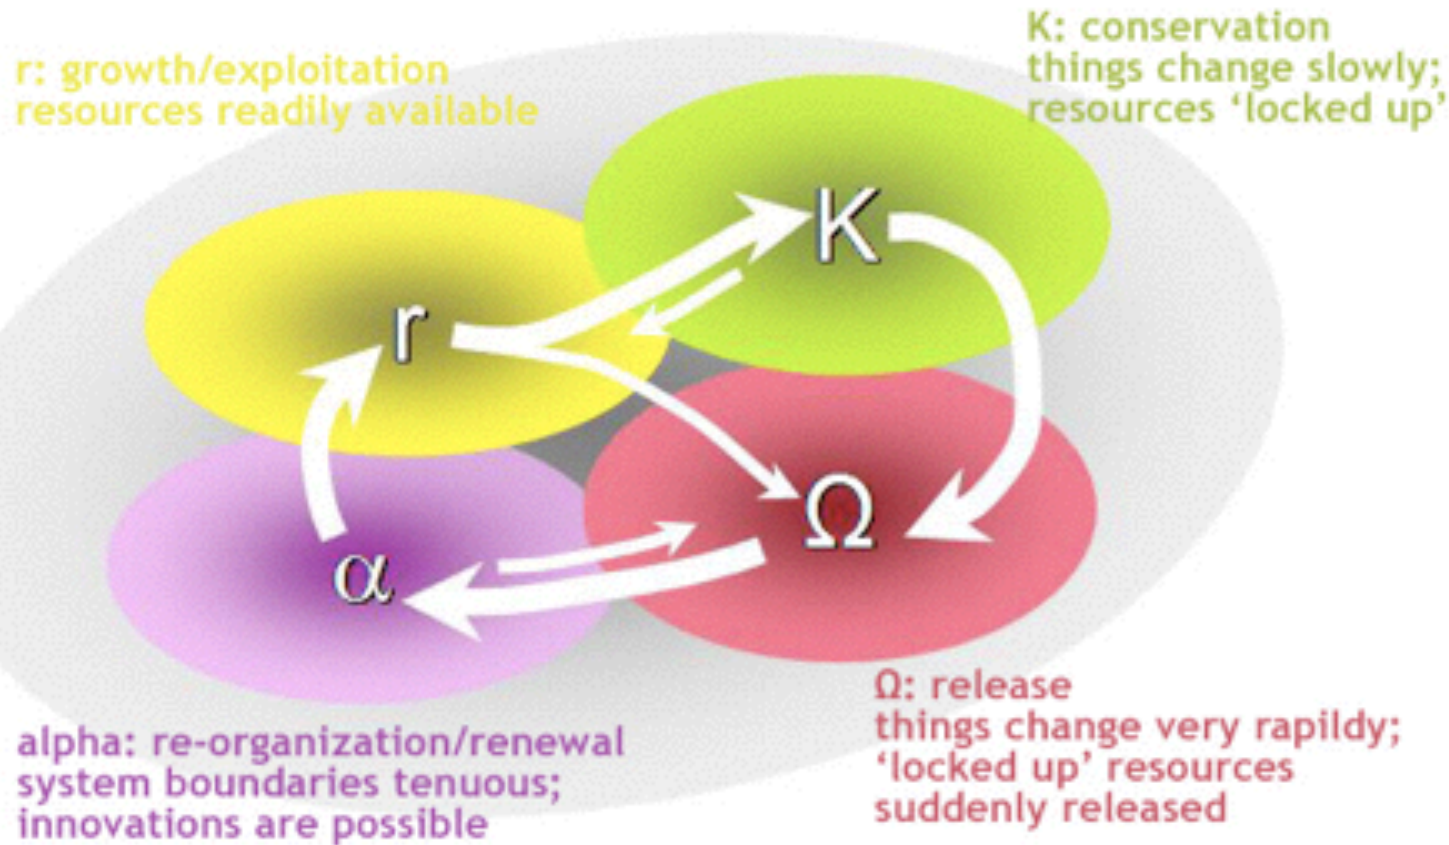 r: growth/exploitation
resources readily available
K: conservation
things change slowly;
resources ‘locked up’
K
r
Ω
α
alpha: re-organization/renewal
system boundaries tenuous;
innovations are possible
Ω: release
things change very rapildy;
‘locked up’ resources
suddenly released